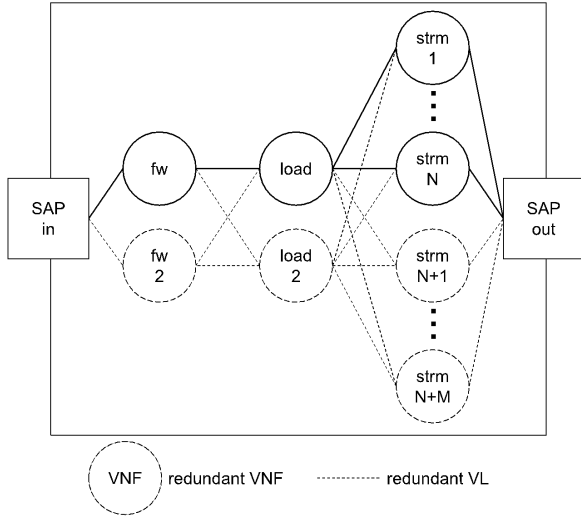 strm
1
fw
load
strm
N
SAP
in
SAP
out
fw
2
load
2
strm
N+1
strm
N+M
VNF
redundant VNF
redundant VL